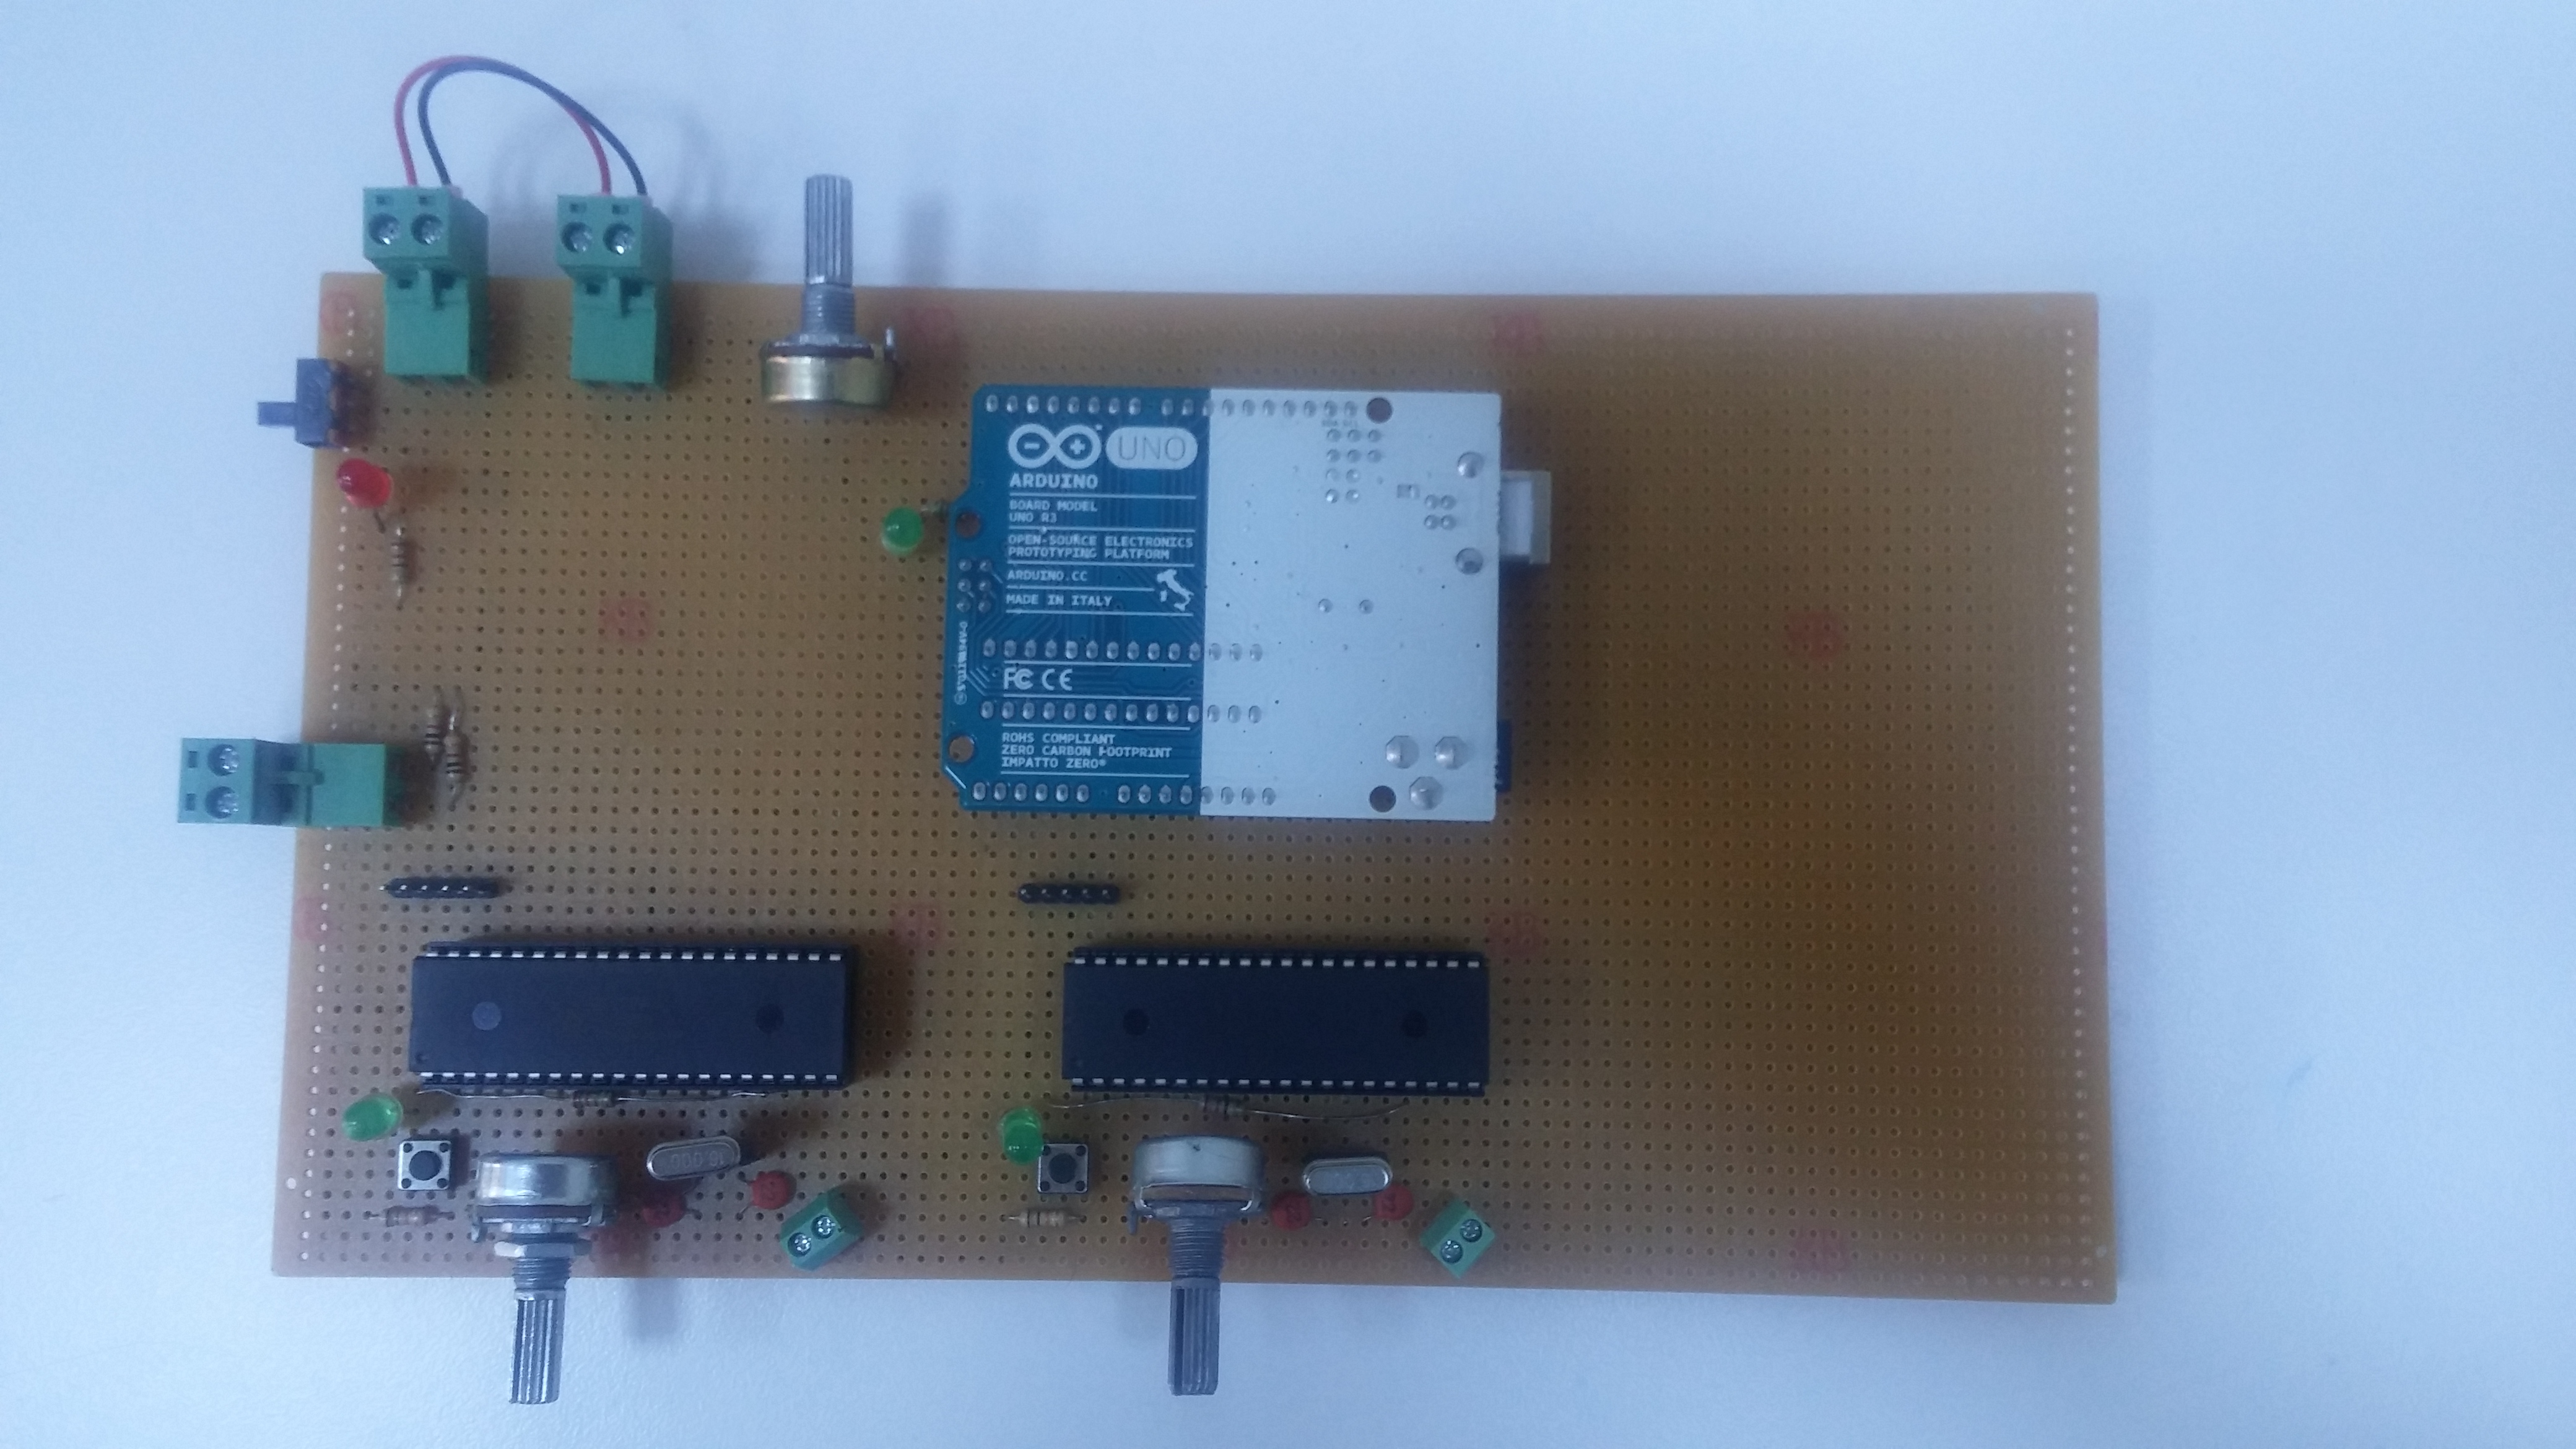 UNO
ARDUINO
BOARD MODEL
UNO R3
OPEN-SOURCE ELECTRONICS
PROTOTYPING PLATFORM
ARDUINO.CC
MADE IN ITALY
FC CE
ROHS COMPLIANT
ZERO CARBON FOOTPRINT
IMPATTO ZERO®
16.000